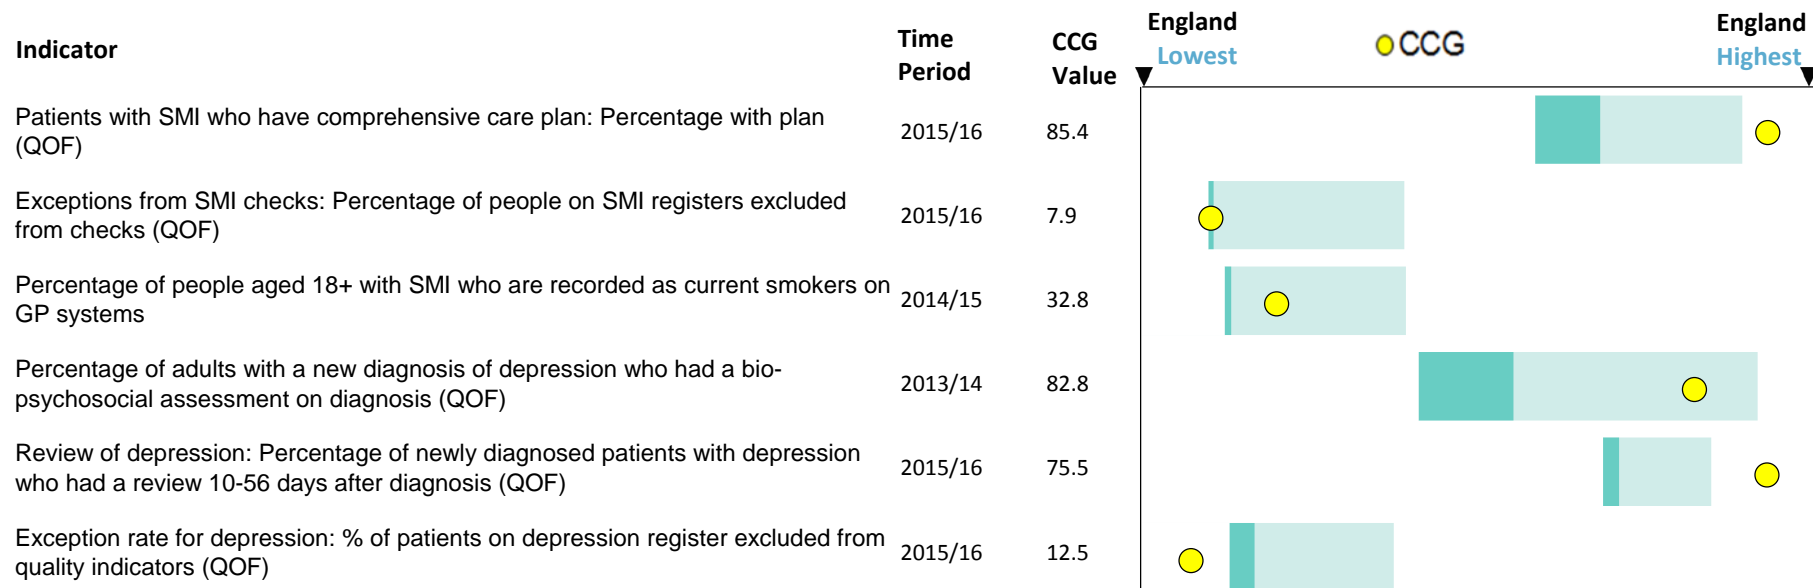 Indicator
Time
Period
CCG
Value
England
Lowest
CCG
England
Highest
Patients with SMI who have comprehensive care plan: Percentage with plan
(QOF)
2015/16
85.4
Exceptions from SMI checks: Percentage of people on SMI registers excluded
from checks (QOF)
2015/16
7.9
Percentage of people aged 18+ with SMI who are recorded as current smokers on
GP systems
2014/15
32.8
Percentage of adults with a new diagnosis of depression who had a bio-
psychosocial assessment on diagnosis (QOF)
2013/14
82.8
Review of depression: Percentage of newly diagnosed patients with depression
who had a review 10-56 days after diagnosis (QOF)
2015/16
75.5
Exception rate for depression: % of patients on depression register excluded from
quality indicators (QOF)
2015/16
12.5